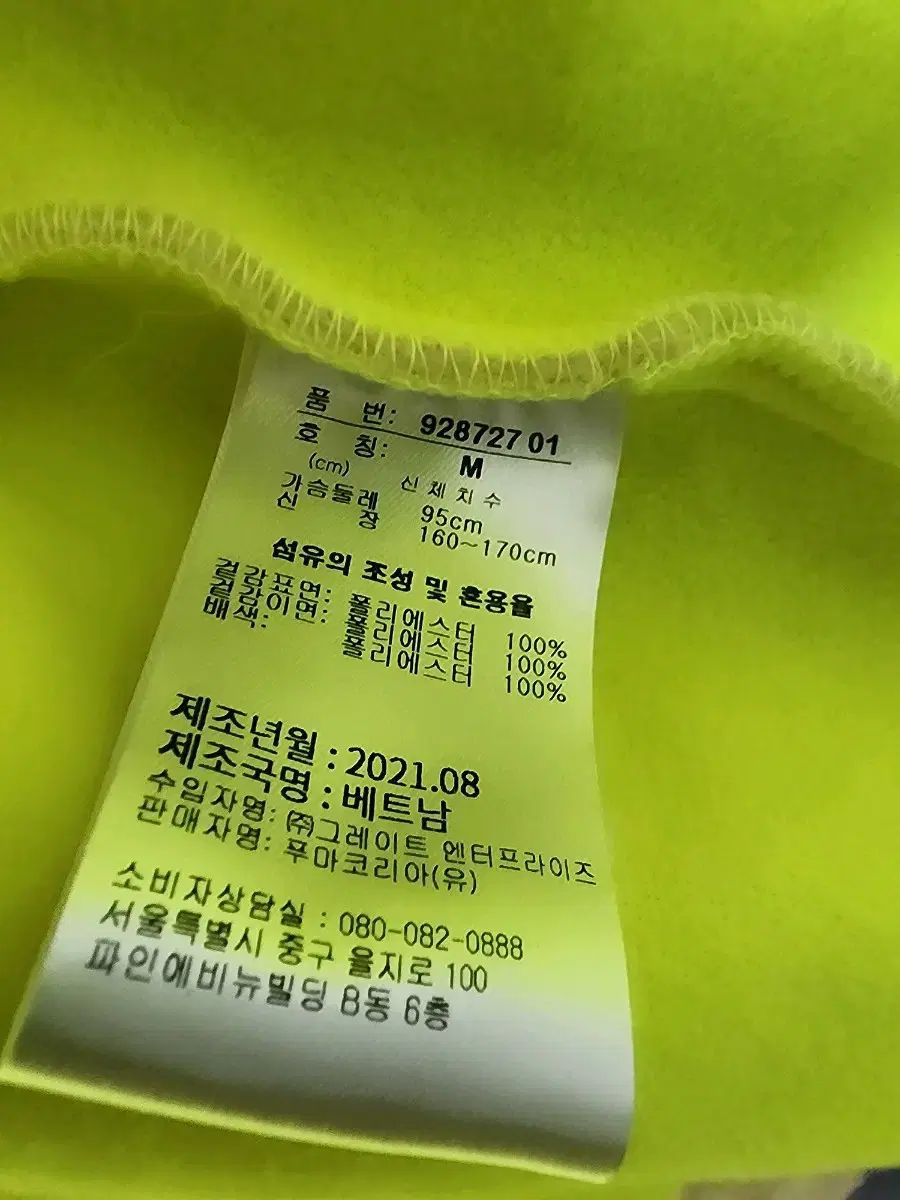 품 번: 928727 01
호 칭: M
(cm) 신체치수
가슴둘레 95cm
신 장 160~170cm
섬유의 조성 및 혼용율
겉감표면: 폴리에스터 100%
겉감이면: 폴리에스터 100%
배색: 폴리에스터 100%
제조년월 : 2021.08
제조국명 : 베트남
수입자명: ㈜그레이트 엔터프라이즈
판매자명: 푸마코리아(유)
소비자상담실 : 080-082-0888
서울특별시 중구 을지로 100
파인에비뉴빌딩 B동 6층